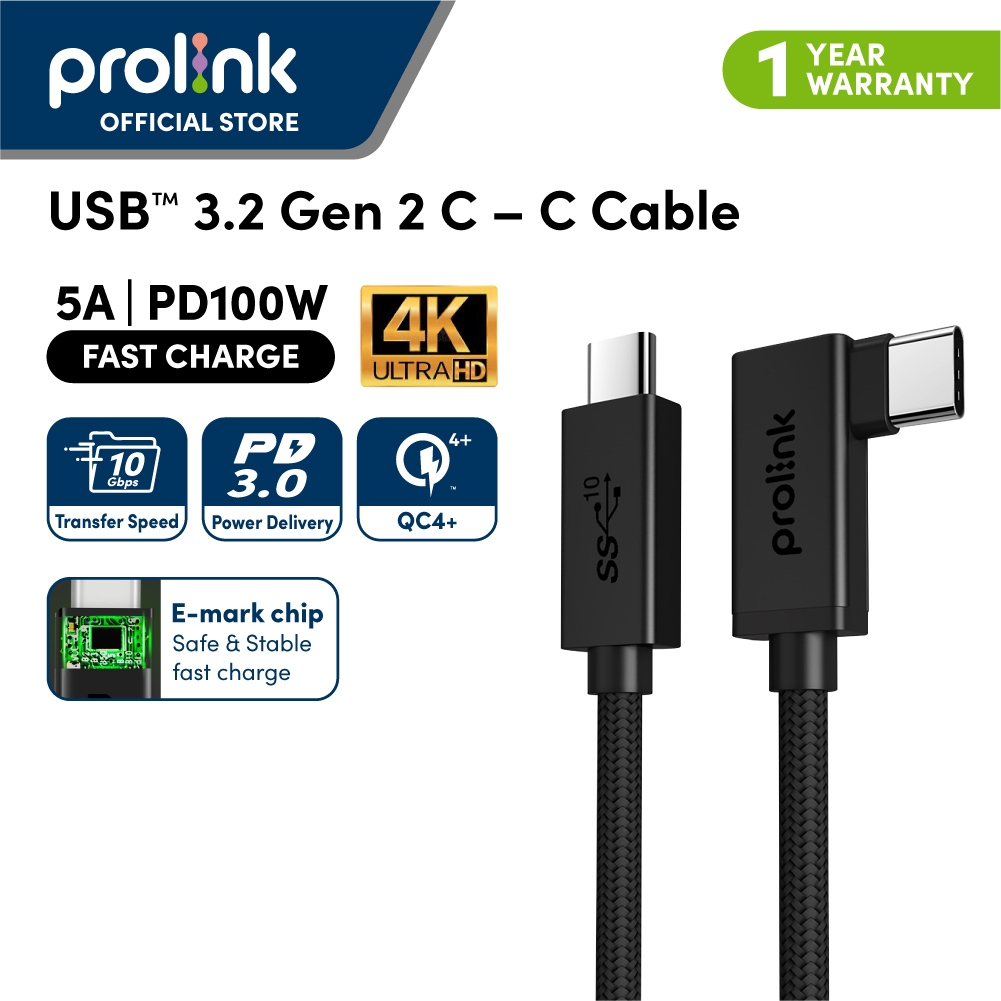 prolink
OFFICIAL STORE
1 YEAR
WARRANTY
USB™ 3.2 Gen 2 C – C Cable
5A | PD100W
FAST CHARGE
4K
ULTRA HD
10
Gbps
Transfer Speed
PD
3.0
Power Delivery
4+
™
QC4+
E-mark chip
Safe & Stable
fast charge
SS 10
prolink